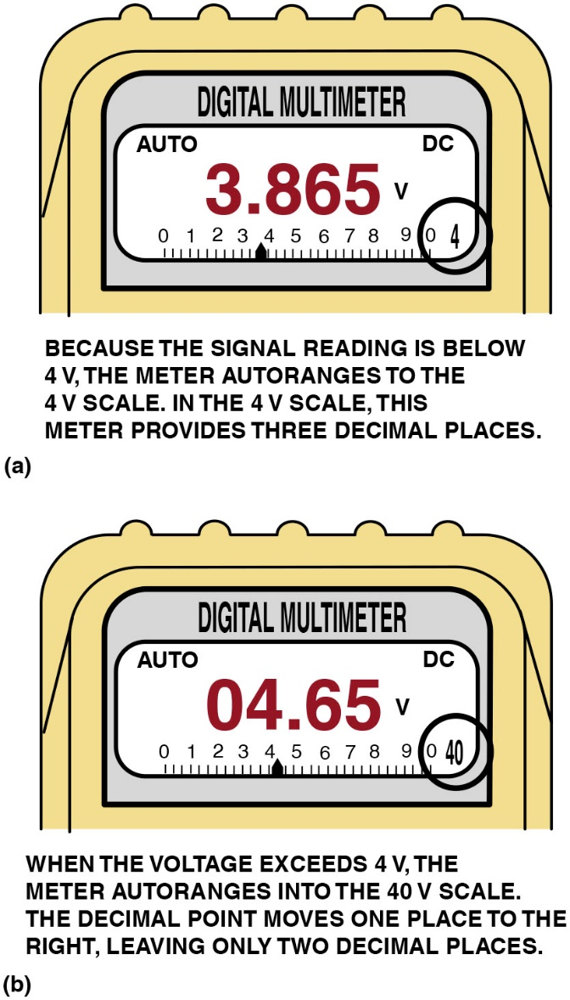 DIGITAL MULTIMETER
AUTO DC
3.865 V
0 1 2 3 4 5 6 7 8 9 0 4
BECAUSE THE SIGNAL READING IS BELOW
4 V, THE METER AUTORANGES TO THE
4 V SCALE. IN THE 4 V SCALE, THIS
METER PROVIDES THREE DECIMAL PLACES.
(a)
DIGITAL MULTIMETER
AUTO DC
04.65 V
0 1 2 3 4 5 6 7 8 9 0 40
WHEN THE VOLTAGE EXCEEDS 4 V, THE
METER AUTORANGES INTO THE 40 V SCALE.
THE DECIMAL POINT MOVES ONE PLACE TO THE
RIGHT, LEAVING ONLY TWO DECIMAL PLACES.
(b)